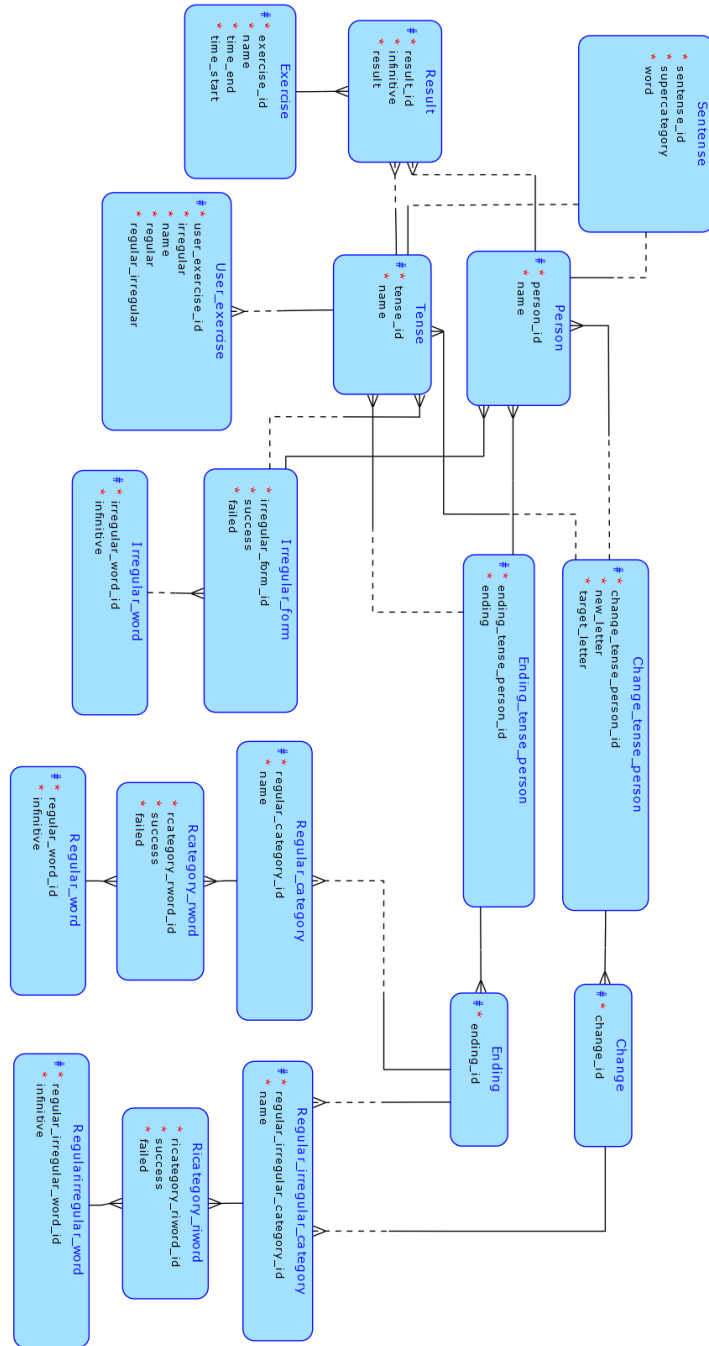 Sentense
* sentense_id
* supercategory
word
Change_tense_person
# * change_tense_person_id
* new_letter
* target_letter
Change
# * change_id
Person
# * person_id
* name
Ending_tense_person
# * ending_tense_person_id
* ending
Ending
# * ending_id
Result
# * result_id
* infinitive
* result
Tense
# * tense_id
* name
Irregular_form
* irregular_form_id
* success
* failed
Regular_category
# * regular_category_id
* name
Regular_irregular_category
# * regular_irregular_category_id
* name
Exercise
# * exercise_id
* name
* time_end
* time_start
User_exercise
# * user_exercise_id
* irregular
* name
* regular
* regular_irregular
Irregular_word
# * irregular_word_id
* infinitive
Rcategory_rword
* rcategory_rword_id
* success
* failed
Ricategory_riword
* ricategory_riword_id
* success
* failed
Regular_word
# * regular_word_id
* infinitive
Regularirregular_word
# * regular_irregular_word_id
* infinitive